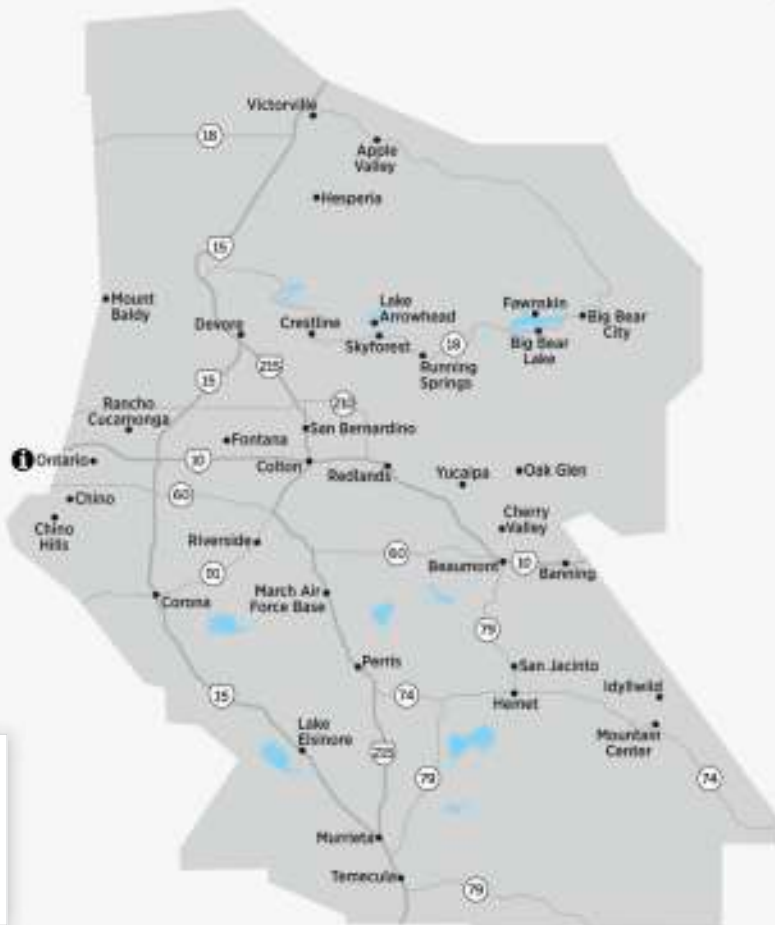 Victorville
18
Apple
Valley
Hesperia
15
Mount
Baldy
Devore
Crestline
Lake
Arrowhead
Skyforest
Fawnskin
Big Bear
City
18
Big Bear
Lake
Running
Springs
215
15
210
Rancho
Cucamonga
Fontana
San Bernardino
i
Ontario
10
Colton
Redlands
Yucaipa
Oak Glen
Chino
60
Chino
Hills
Cherry
Valley
Riverside
60
Beaumont
10
Banning
91
March Air
Force Base
Corona
79
Perris
San Jacinto
15
74
Hemet
Idyllwild
Lake
Elsinore
Mountain
Center
215
79
74
Murrieta
Temecula
79